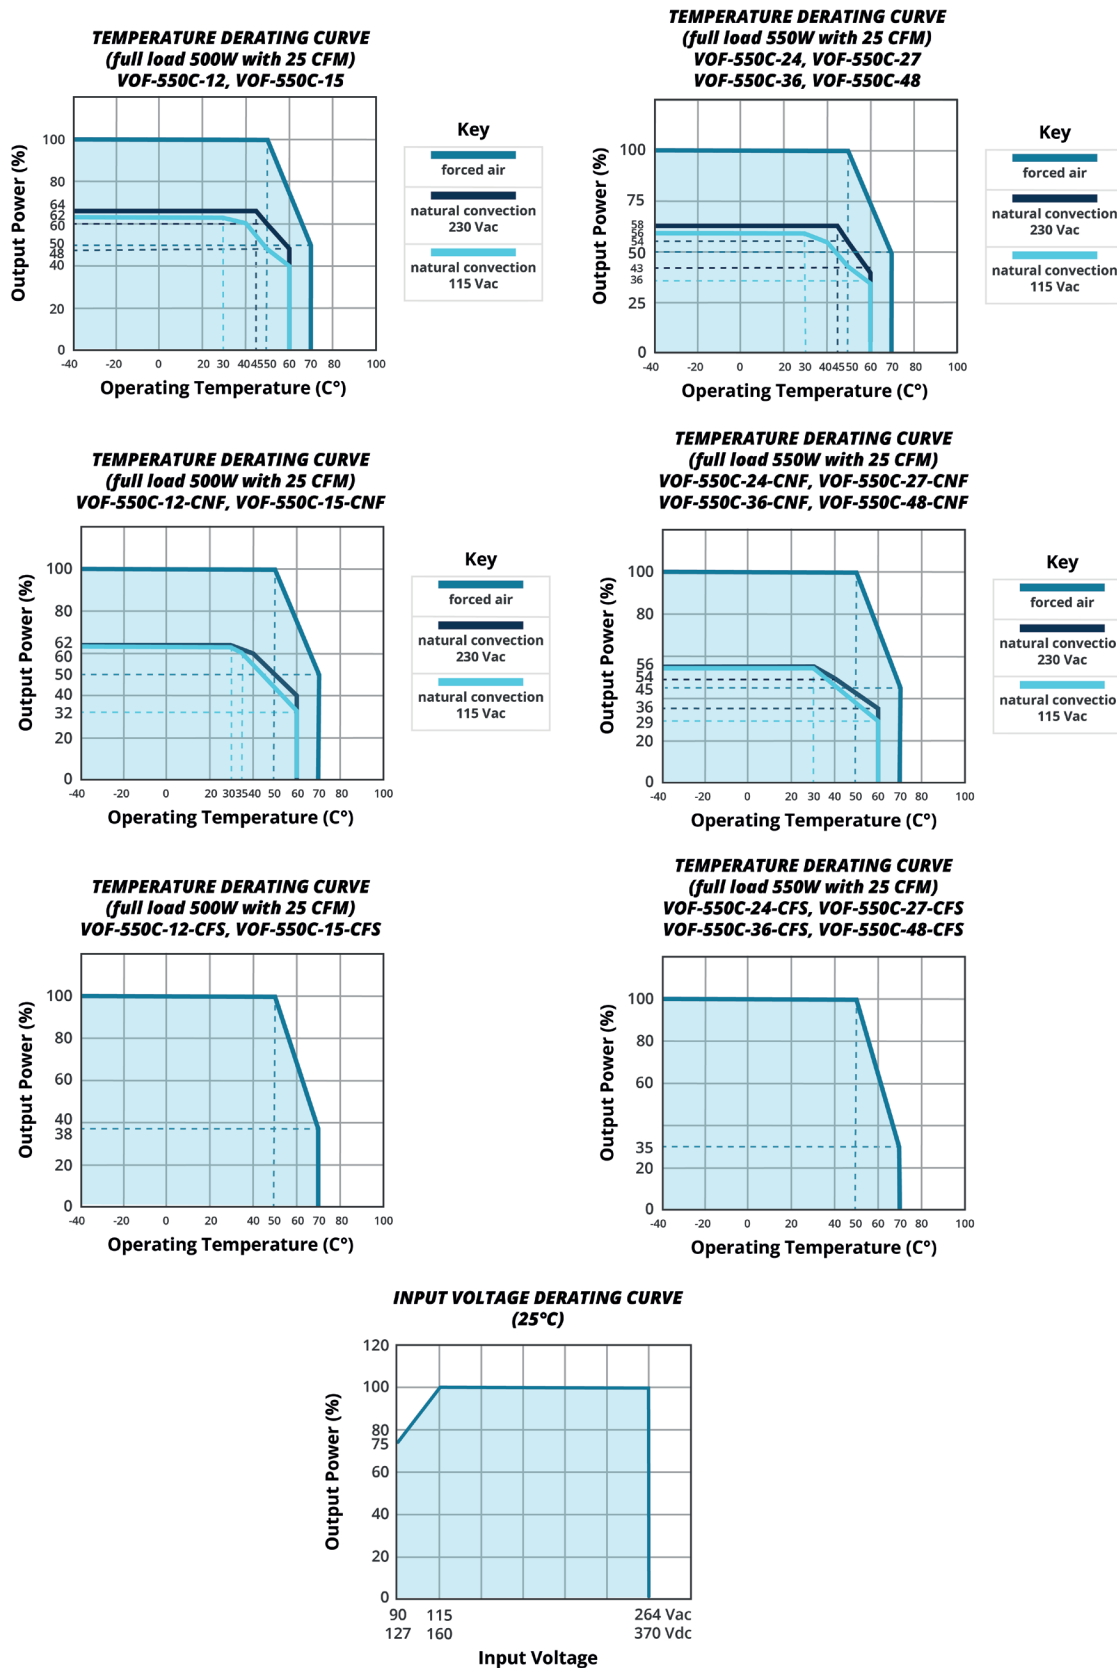 TEMPERATURE DERATING CURVE
(full load 500W with 25 CFM)
VOF-550C-12, VOF-550C-15
Output Power (%)
100
80
64
62
60
50
48
40
20
0
-40
-20
0
20
30
40
45
50
60
70
80
100
Operating Temperature (C°)
Key
forced air
natural convection
230 Vac
natural convection
115 Vac
TEMPERATURE DERATING CURVE
(full load 550W with 25 CFM)
VOF-550C-24, VOF-550C-27
VOF-550C-36, VOF-550C-48
Output Power (%)
100
75
58
56
54
50
43
36
25
0
-40
-20
0
20
30
40
45
50
60
70
80
100
Operating Temperature (C°)
Key
forced air
natural convection
230 Vac
natural convection
115 Vac
TEMPERATURE DERATING CURVE
(full load 500W with 25 CFM)
VOF-550C-12-CNF, VOF-550C-15-CNF
Output Power (%)
100
80
62
60
50
40
32
20
0
-40
-20
0
20
30
35
40
50
60
70
80
100
Operating Temperature (C°)
Key
forced air
natural convection
230 Vac
natural convection
115 Vac
TEMPERATURE DERATING CURVE
(full load 550W with 25 CFM)
VOF-550C-24-CNF, VOF-550C-27-CNF
VOF-550C-36-CNF, VOF-550C-48-CNF
Output Power (%)
100
80
56
54
45
36
29
20
0
-40
-20
0
20
30
40
50
60
70
80
100
Operating Temperature (C°)
Key
forced air
natural convectio
230 Vac
natural convectio
115 Vac
TEMPERATURE DERATING CURVE
(full load 500W with 25 CFM)
VOF-550C-12-CFS, VOF-550C-15-CFS
Output Power (%)
100
80
60
40
38
20
0
-40
-20
0
20
40
50
60
70
80
100
Operating Temperature (C°)
TEMPERATURE DERATING CURVE
(full load 550W with 25 CFM)
VOF-550C-24-CFS, VOF-550C-27-CFS
VOF-550C-36-CFS, VOF-550C-48-CFS
Output Power (%)
100
80
60
35
20
0
-40
-20
0
20
40
50
60
70
80
100
Operating Temperature (C°)
INPUT VOLTAGE DERATING CURVE
(25°C)
Output Power (%)
120
100
80
75
60
40
20
0
90 115 264 Vac
127 160 370 Vdc
Input Voltage